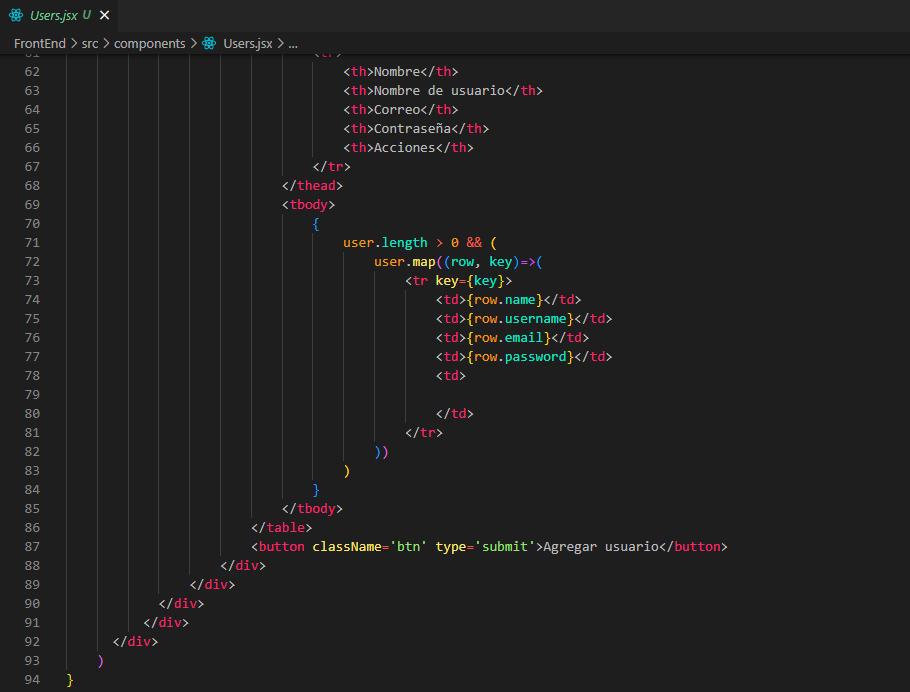 Users.jsx U ×
FrontEnd > src > components > Users.jsx > ...
62 <th>Nombre</th>
63 <th>Nombre de usuario</th>
64 <th>Correo</th>
65 <th>Contraseña</th>
66 <th>Acciones</th>
67 </tr>
68 </thead>
69 <tbody>
70 {
71 user.length > 0 && (
72 user.map((row, key)=>(
73 <tr key={key}>
74 <td>{row.name}</td>
75 <td>{row.username}</td>
76 <td>{row.email}</td>
77 <td>{row.password}</td>
78 <td>
79
80 </td>
81 </tr>
82 ))
83 )
84 }
85 </tbody>
86 </table>
87 <button className='btn' type='submit'>Agregar usuario</button>
88 </div>
89 </div>
90 </div>
91 </div>
92 </div>
93 )
94 }